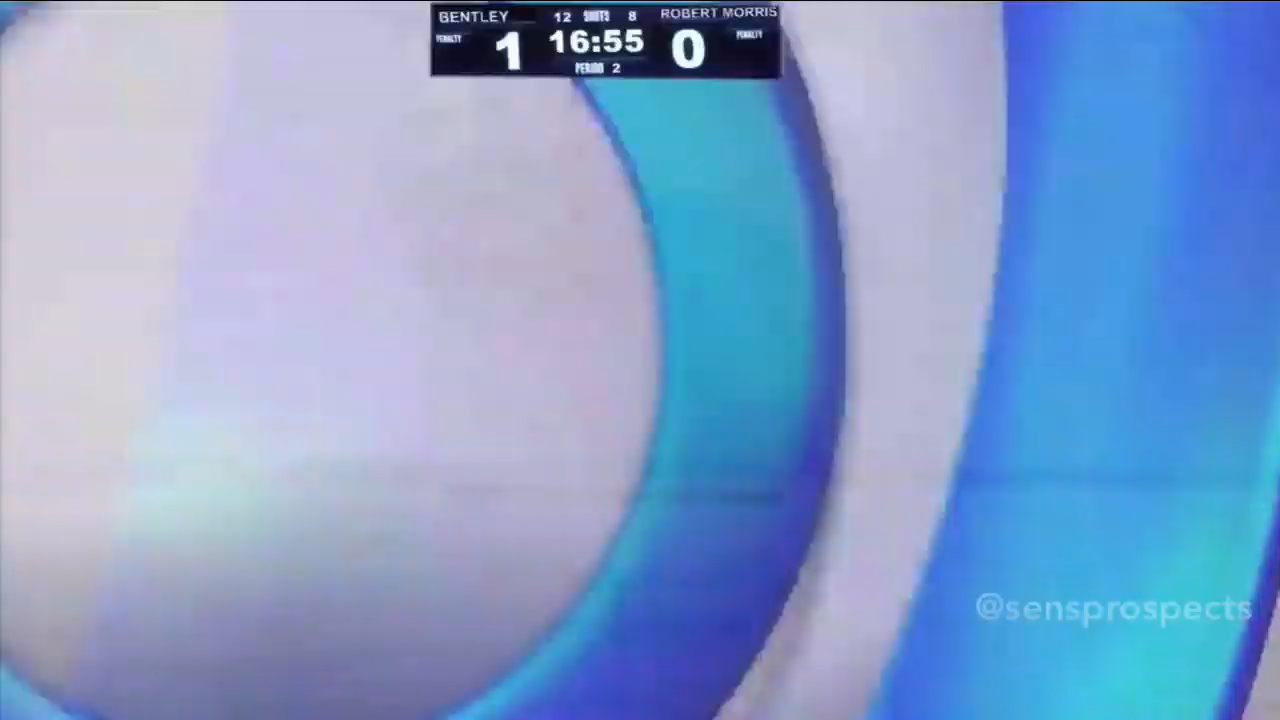 BENTLEY 12 SHOTS 8 ROBERT MORRIS
PENALTY 1 16:55 0 PENALTY
PERIOD 2
@sensprospects